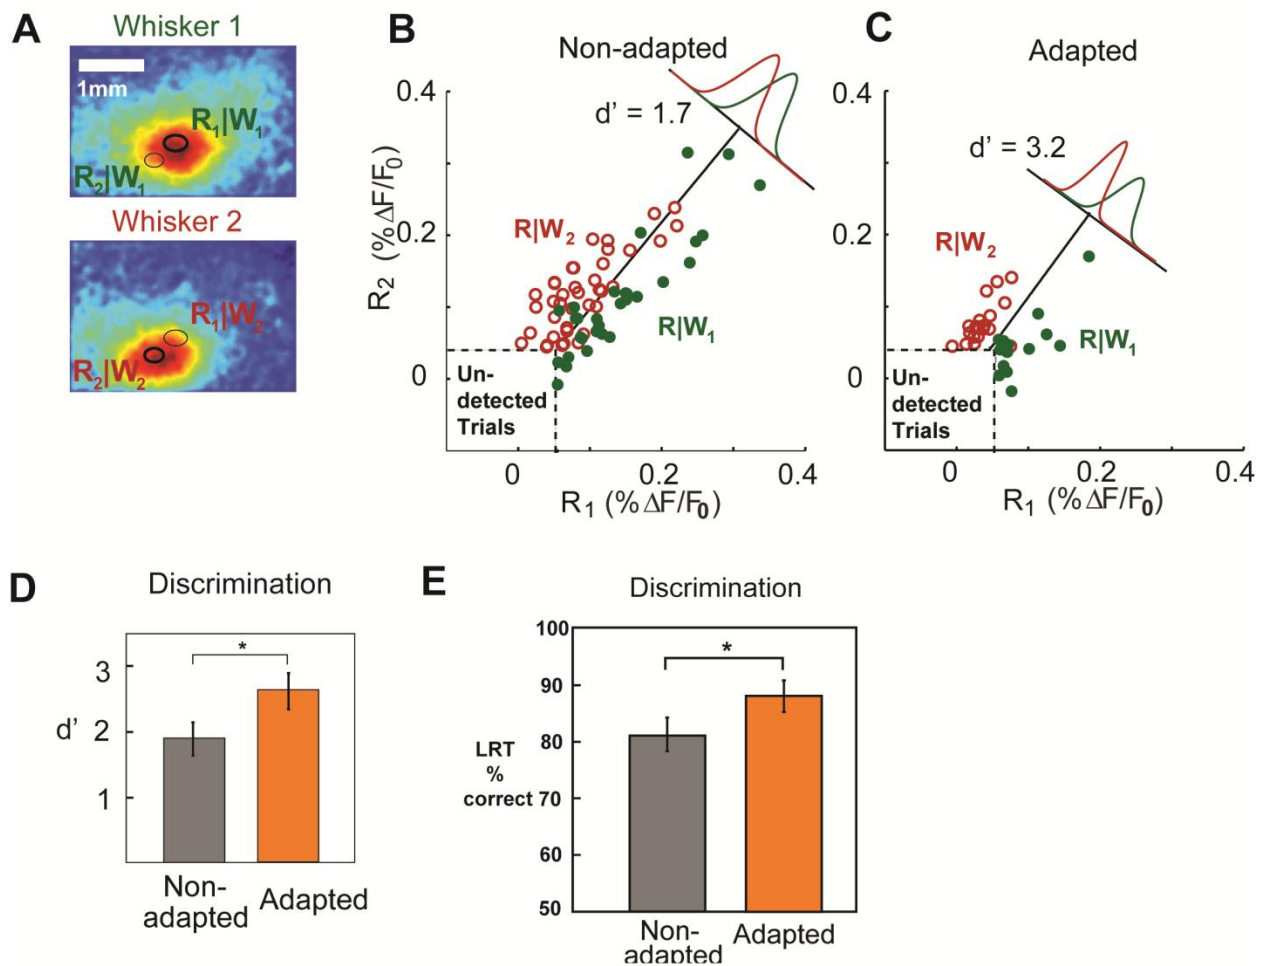 A
Whisker 1
1mm
R1|W1
R2|W1
Whisker 2
R1|W2
R2|W2
B
Non-adapted
d' = 1.7
0.4
0.2
0
R2 (%ΔF/F0)
R|W2
R|W1
Un-
detected
Trials
0
0.2
0.4
R1 (%ΔF/F0)
C
Adapted
d' = 3.2
0.4
0.2
0
R|W2
R|W1
Un-
detected
Trials
0
0.2
0.4
R1 (%ΔF/F0)
D
Discrimination
*
3
2
1
d'
Non-
adapted
Adapted
E
Discrimination
*
100
90
80
70
60
50
LRT
%
correct
Non-
adapted
Adapted